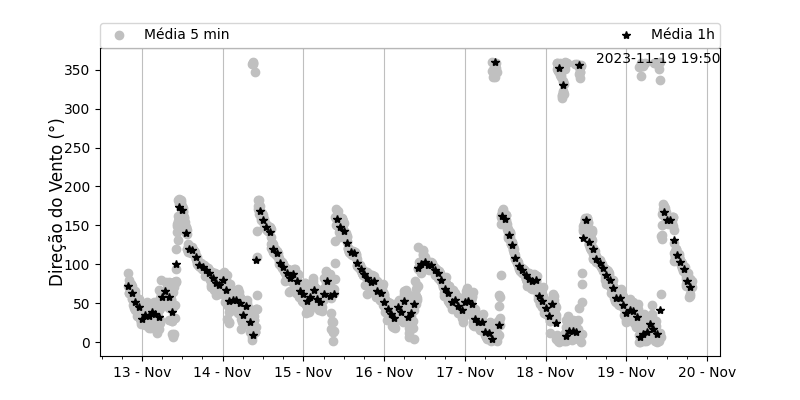 Média 5 min
Média 1h
2023-11-19 19:50
Direção do Vento (°)
350
300
250
200
150
100
50
0
13 - Nov
14 - Nov
15 - Nov
16 - Nov
17 - Nov
18 - Nov
19 - Nov
20 - Nov